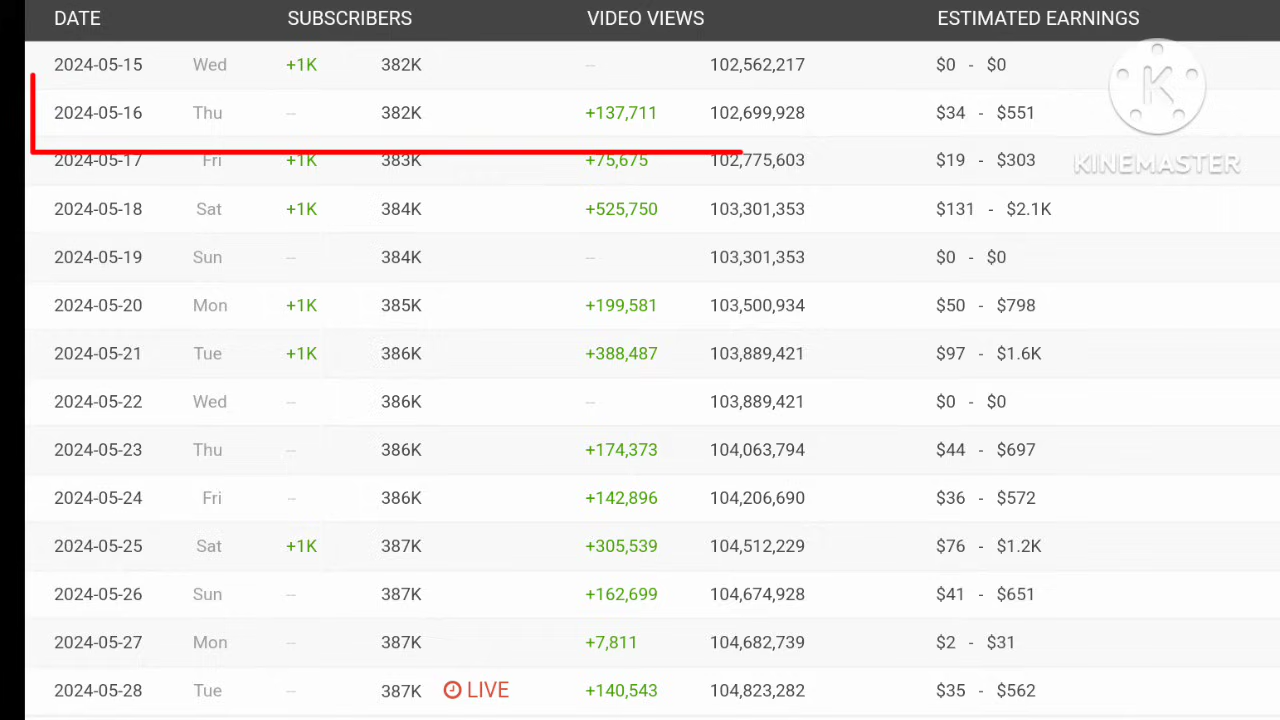 DATE SUBSCRIBERS VIDEO VIEWS ESTIMATED EARNINGS
2024-05-15 Wed +1K 382K -- 102,562,217 $0 - $0
2024-05-16 Thu -- 382K +137,711 102,699,928 $34 - $551
2024-05-17 Fri +1K 383K +75,675 102,775,603 $19 - $303
KINEMASTER
2024-05-18 Sat +1K 384K +525,750 103,301,353 $131 - $2.1K
2024-05-19 Sun -- 384K -- 103,301,353 $0 - $0
2024-05-20 Mon +1K 385K +199,581 103,500,934 $50 - $798
2024-05-21 Tue +1K 386K +388,487 103,889,421 $97 - $1.6K
2024-05-22 Wed -- 386K -- 103,889,421 $0 - $0
2024-05-23 Thu -- 386K +174,373 104,063,794 $44 - $697
2024-05-24 Fri -- 386K +142,896 104,206,690 $36 - $572
2024-05-25 Sat +1K 387K +305,539 104,512,229 $76 - $1.2K
2024-05-26 Sun -- 387K +162,699 104,674,928 $41 - $651
2024-05-27 Mon -- 387K +7,811 104,682,739 $2 - $31
2024-05-28 Tue -- 387K LIVE +140,543 104,823,282 $35 - $562